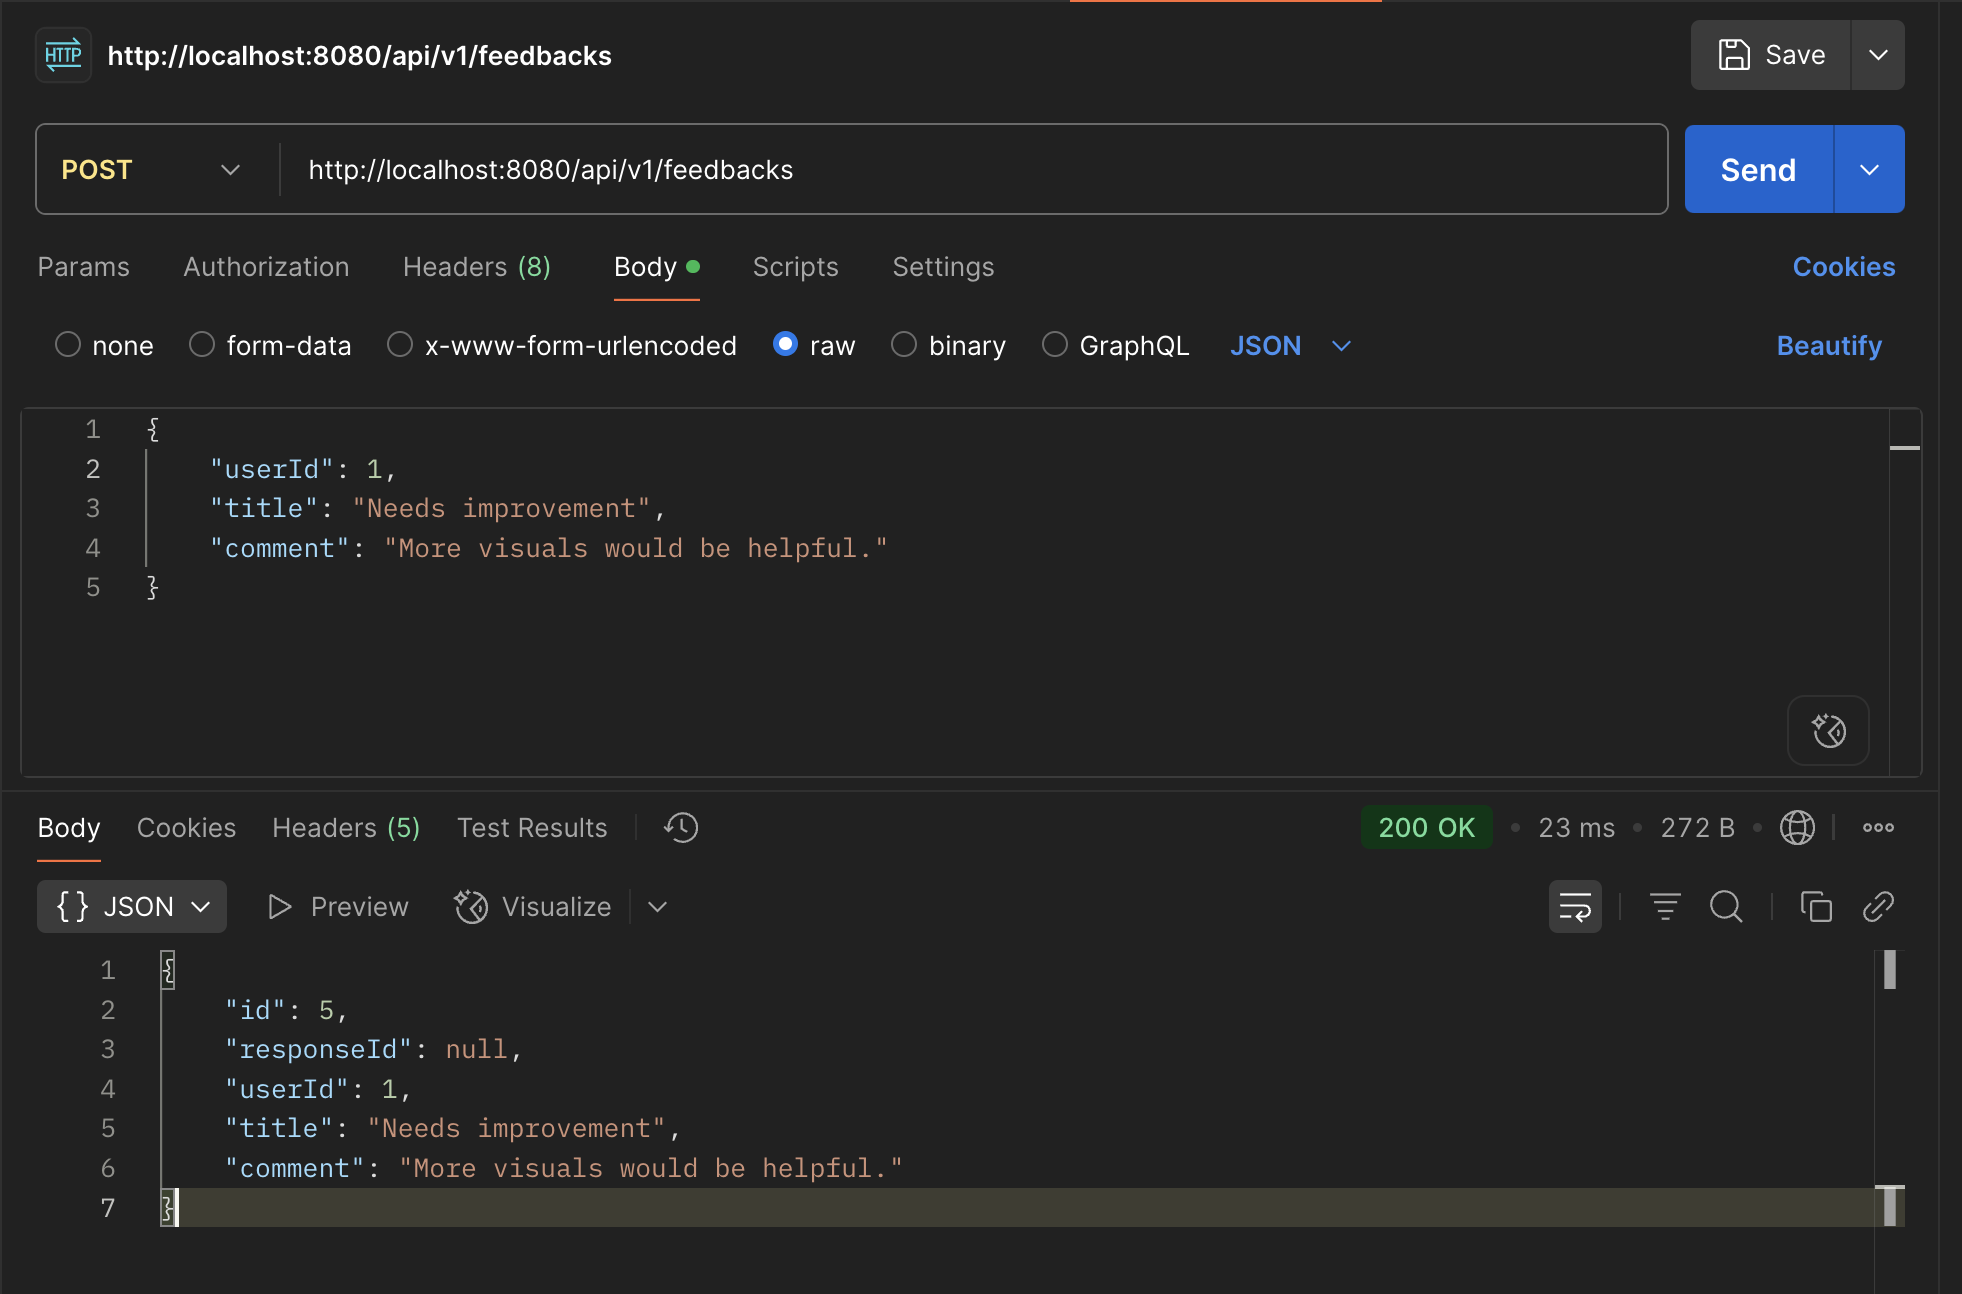 HTTP http://localhost:8080/api/v1/feedbacks Save
POST http://localhost:8080/api/v1/feedbacks Send
Params Authorization Headers (8) Body Scripts Settings Cookies
none form-data x-www-form-urlencoded raw binary GraphQL JSON Beautify
1 {
2 "userId": 1,
3 "title": "Needs improvement",
4 "comment": "More visuals would be helpful."
5 }
Body Cookies Headers (5) Test Results 200 OK • 23 ms • 272 B •
{} JSON Preview Visualize
1 {
2 "id": 5,
3 "responseId": null,
4 "userId": 1,
5 "title": "Needs improvement",
6 "comment": "More visuals would be helpful."
7 }